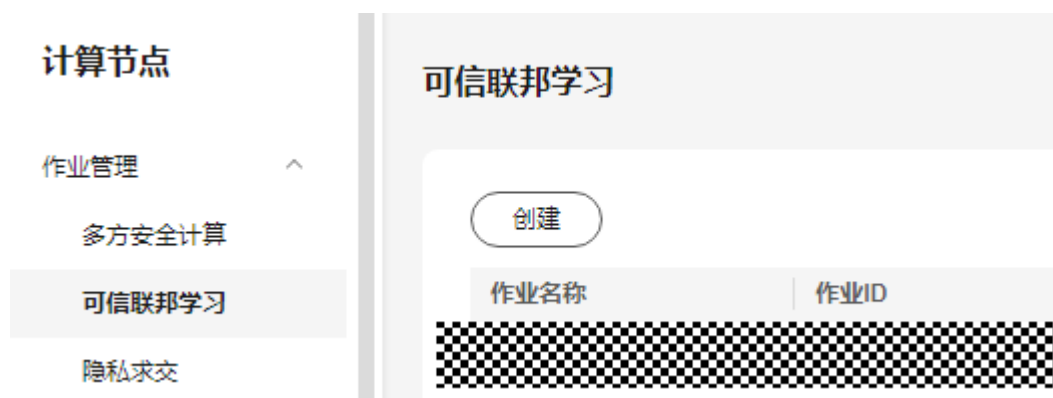 计算节点
作业管理
多方安全计算
可信联邦学习
隐私求交
可信联邦学习
创建
作业名称
作业ID